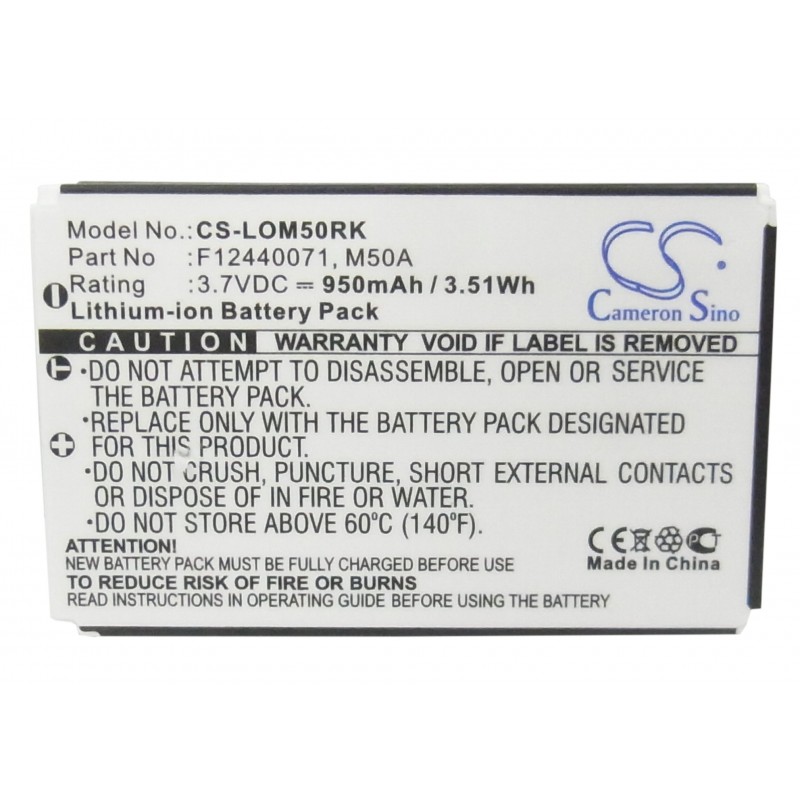 Model No.: CS-LOM50RK
Part No : F12440071, M50A
Rating : 3.7VDC ⎓ 950mAh / 3.51Wh
Lithium-ion Battery Pack
CS
Cameron Sino
CAUTION WARRANTY VOID IF LABEL IS REMOVED
•DO NOT ATTEMPT TO DISASSEMBLE, OPEN OR SERVICE
THE BATTERY PACK.
•REPLACE ONLY WITH THE BATTERY PACK DESIGNATED
FOR THIS PRODUCT.
•DO NOT CRUSH, PUNCTURE, SHORT EXTERNAL CONTACTS
OR DISPOSE OF IN FIRE OR WATER.
•DO NOT STORE ABOVE 60ºC (140ºF).
ATTENTION!
NEW BATTERY PACK MUST BE FULLY CHARGED BEFORE USE
TO REDUCE RISK OF FIRE OR BURNS
READ INSTRUCTIONS IN OPERATING GUIDE BEFORE USING THE BATTERY
CE
Made In China